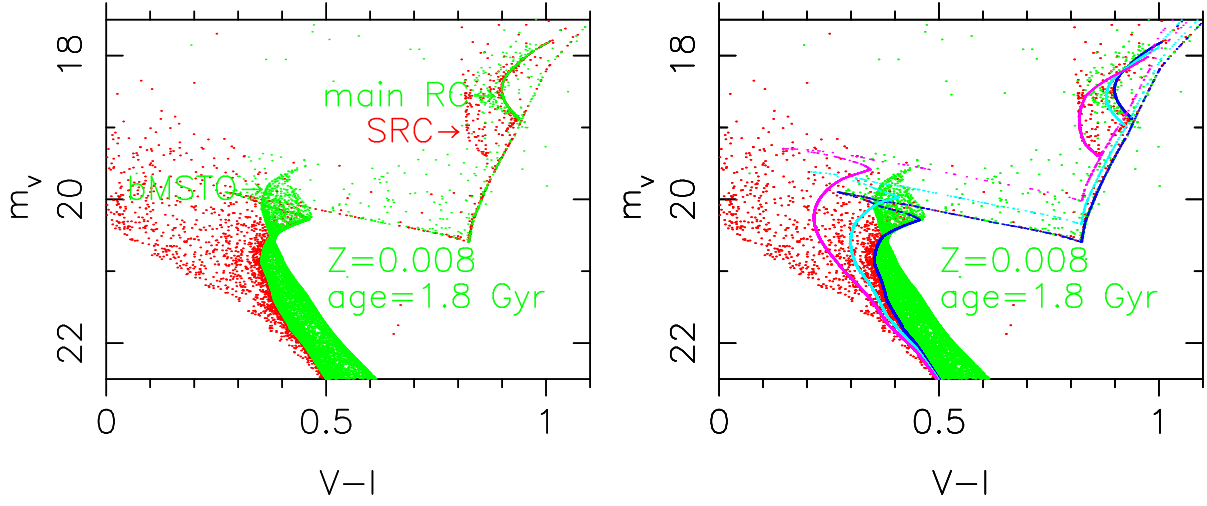 18
20
22
m_v
main RC→
SRC→
bMSTO→
Z=0.008
age=1.8 Gyr
0
0.5
1
V−I
18
20
22
m_v
Z=0.008
age=1.8 Gyr
0
0.5
1
V−I